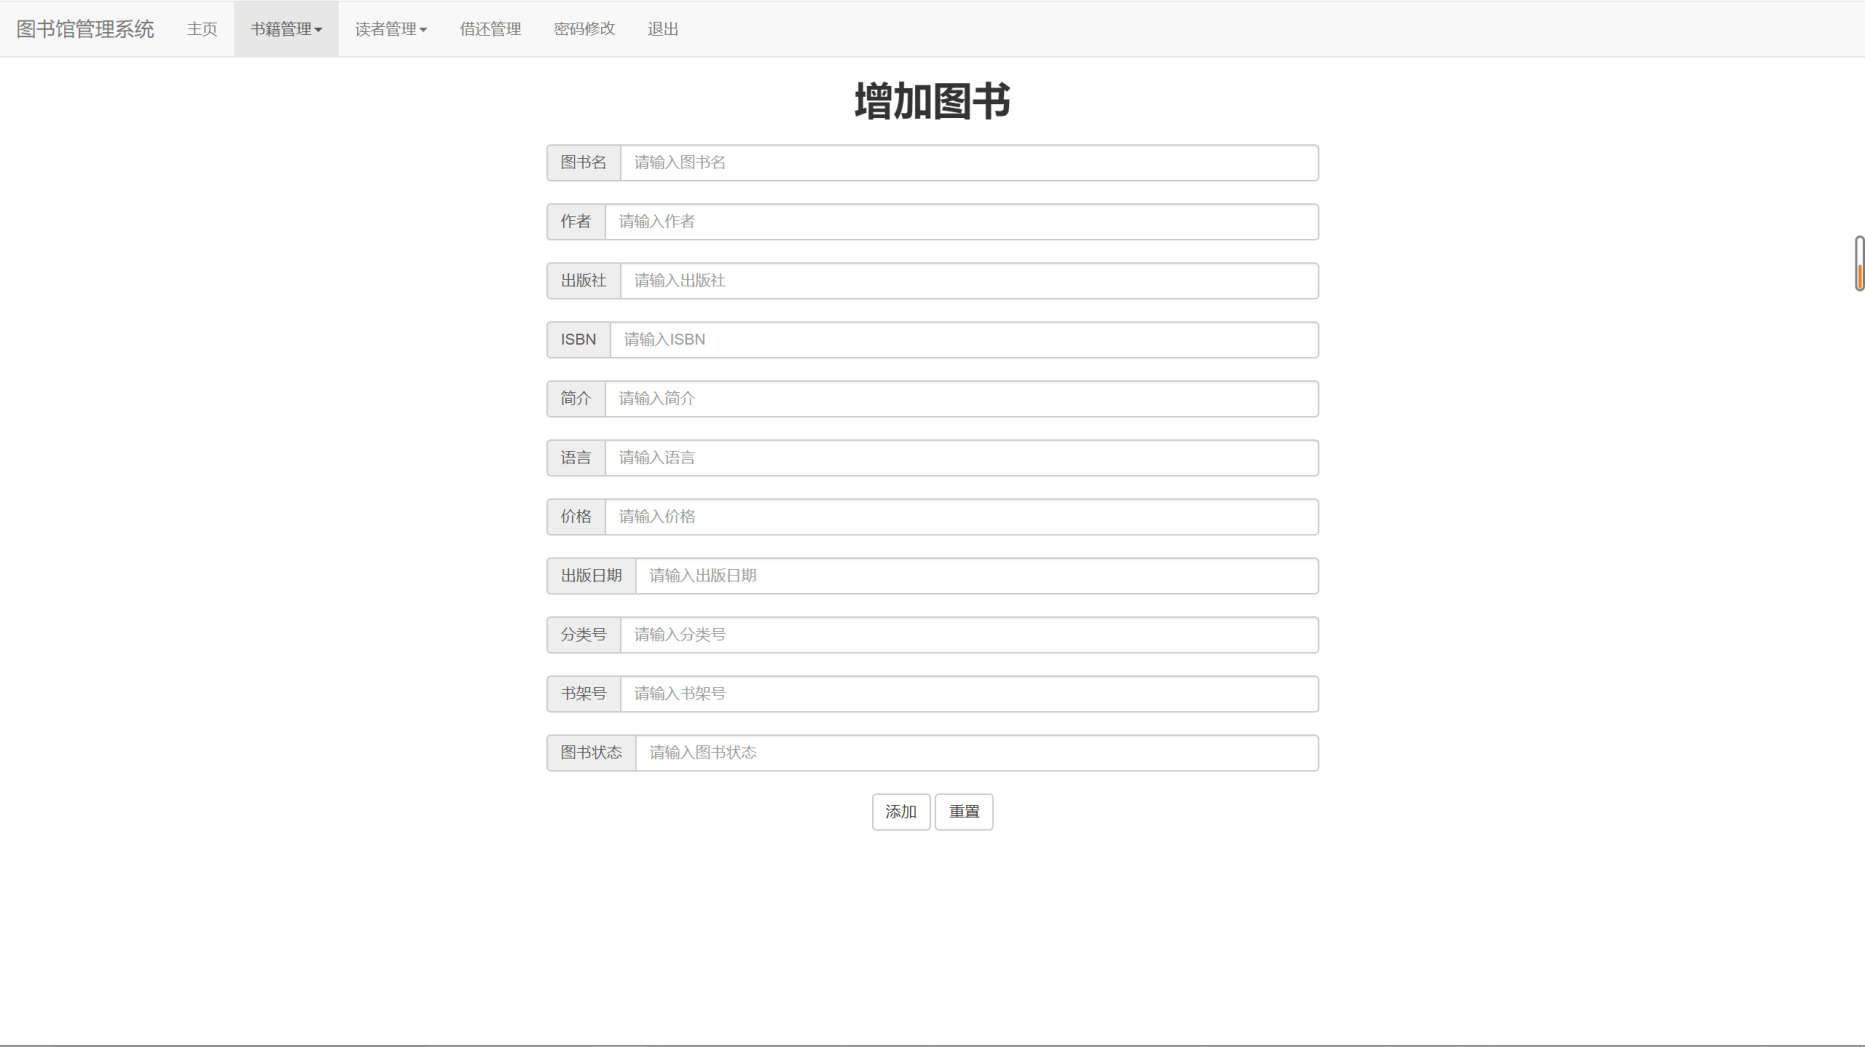 图书馆管理系统 主页 书籍管理 读者管理 借还管理 密码修改 退出
增加图书
图书名 请输入图书名
作者 请输入作者
出版社 请输入出版社
ISBN 请输入ISBN
简介 请输入简介
语言 请输入语言
价格 请输入价格
出版日期 请输入出版日期
分类号 请输入分类号
书架号 请输入书架号
图书状态 请输入图书状态
添加 重置